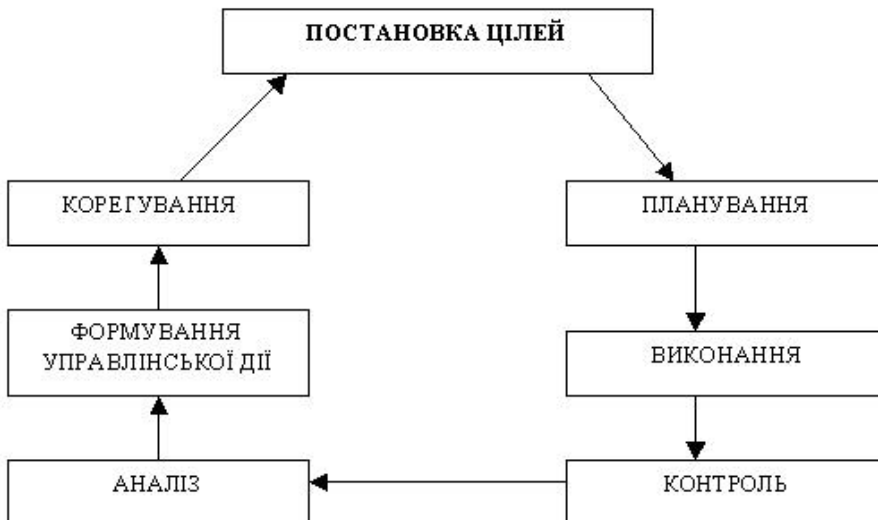 ПОСТАНОВКА ЦІЛЕЙ
КОРЕГУВАННЯ
ПЛАНУВАННЯ
ФОРМУВАННЯ
УПРАВЛІНСЬКОЇ ДІЇ
ВИКОНАННЯ
АНАЛІЗ
КОНТРОЛЬ